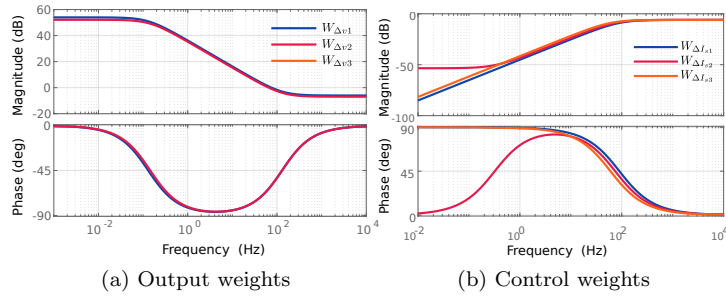 60
40
20
0
-20
Magnitude (dB)
W_{Δv1}
W_{Δv2}
W_{Δv3}
0
-45
-90
Phase (deg)
10^{-2} 10^{0} 10^{2} 10^{4}
Frequency (Hz)
(a) Output weights
0
-50
-100
Magnitude (dB)
W_{ΔI_{s1}}
W_{ΔI_{s2}}
W_{ΔI_{s3}}
90
45
0
Phase (deg)
10^{-2} 10^{0} 10^{2} 10^{4}
Frequency (Hz)
(b) Control weights